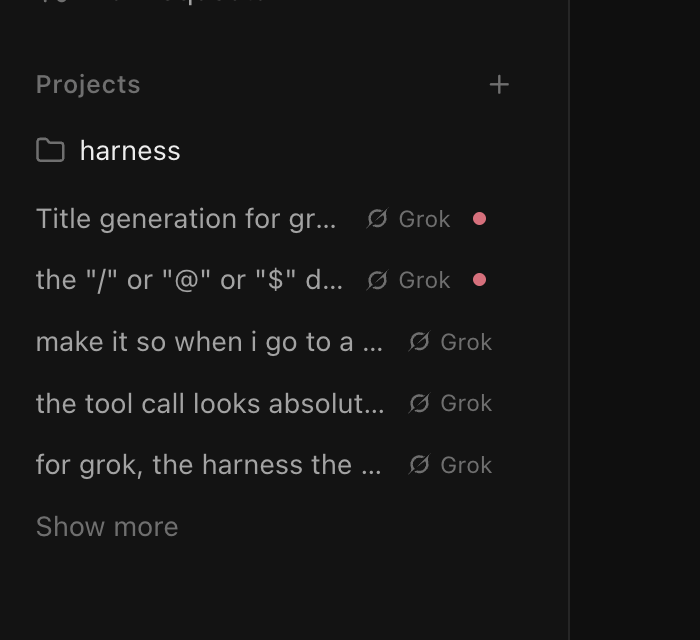 Projects
harness
Title generation for gr... Grok
the "/" or "@" or "$" d... Grok
make it so when i go to a ... Grok
the tool call looks absolut... Grok
for grok, the harness the ... Grok
Show more